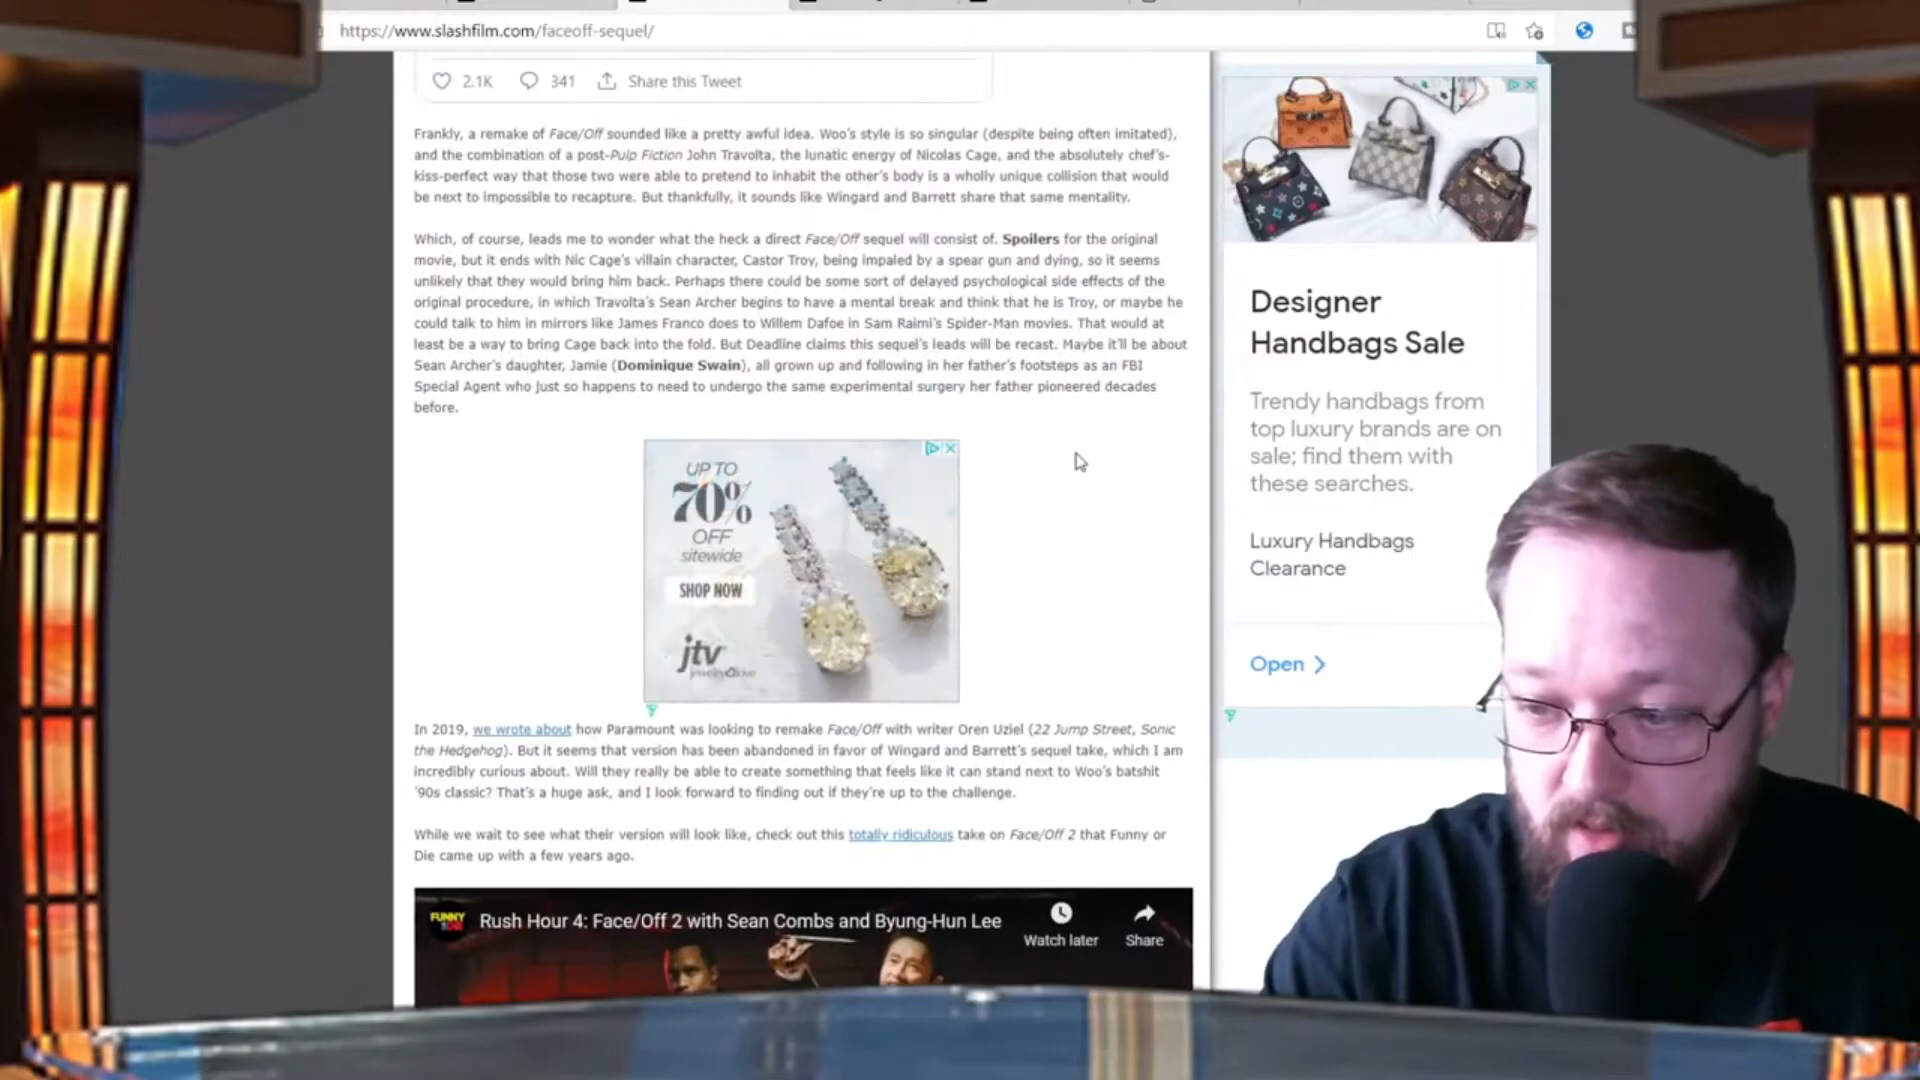 https://www.slashfilm.com/faceoff-sequel/
2.1K 341 Share this Tweet
Frankly, a remake of Face/Off sounded like a pretty awful idea. Woo's style is so singular (despite being often imitated),
and the combination of a post-Pulp Fiction John Travolta, the lunatic energy of Nicolas Cage, and the absolutely chef's-
kiss-perfect way that those two were able to pretend to inhabit the other's body is a wholly unique collision that would
be next to impossible to recapture. But thankfully, it sounds like Wingard and Barrett share that same mentality.
Which, of course, leads me to wonder what the heck a direct Face/Off sequel will consist of. Spoilers for the original
movie, but it ends with Nic Cage's villain character, Castor Troy, being impaled by a spear gun and dying, so it seems
unlikely that they would bring him back. Perhaps there could be some sort of delayed psychological side effects of the
original procedure, in which Travolta's Sean Archer begins to have a mental break and think that he is Troy, or maybe he
could talk to him in mirrors like James Franco does to Willem Dafoe in Sam Raimi's Spider-Man movies. That would at
least be a way to bring Cage back into the fold. But Deadline claims this sequel's leads will be recast. Maybe it'll be about
Sean Archer's daughter, Jamie (Dominique Swain), all grown up and following in her father's footsteps as an FBI
Special Agent who just so happens to need to undergo the same experimental surgery her father pioneered decades
before.
UP TO
70%
OFF
sitewide
SHOP NOW
jtv
jewelry love
In 2019, we wrote about how Paramount was looking to remake Face/Off with writer Oren Uziel (22 Jump Street, Sonic
the Hedgehog). But it seems that version has been abandoned in favor of Wingard and Barrett's sequel take, which I am
incredibly curious about. Will they really be able to create something that feels like it can stand next to Woo's batshit
'90s classic? That's a huge ask, and I look forward to finding out if they're up to the challenge.
While we wait to see what their version will look like, check out this totally ridiculous take on Face/Off 2 that Funny or
Die came up with a few years ago.
FUNNY
OR DIE
Rush Hour 4: Face/Off 2 with Sean Combs and Byung-Hun Lee
Watch later Share
Designer
Handbags Sale
Trendy handbags from
top luxury brands are on
sale; find them with
these searches.
Luxury Handbags
Clearance
Open